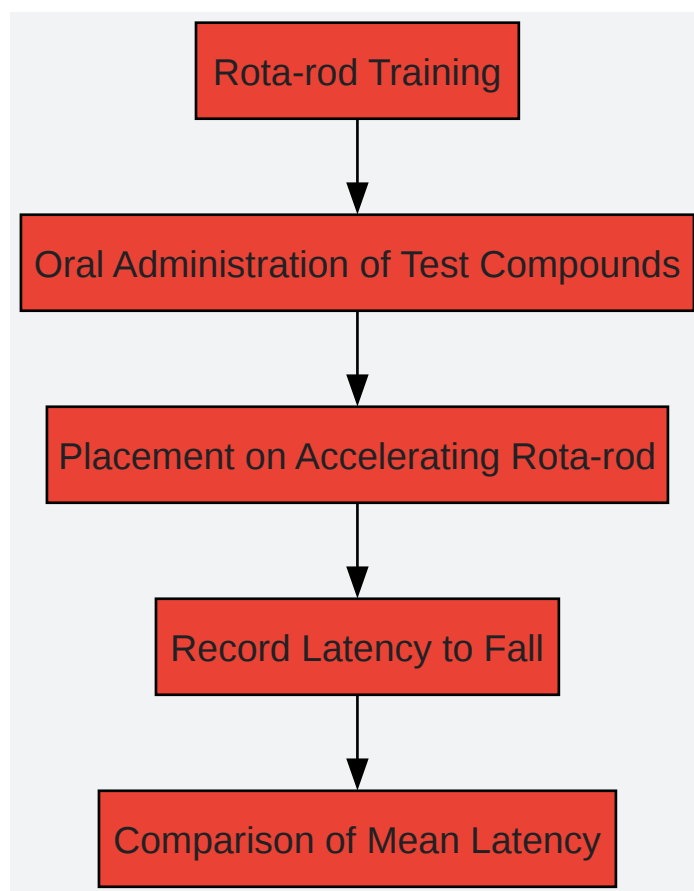 Rota-rod Training
Oral Administration of Test Compounds
Placement on Accelerating Rota-rod
Record Latency to Fall
Comparison of Mean Latency